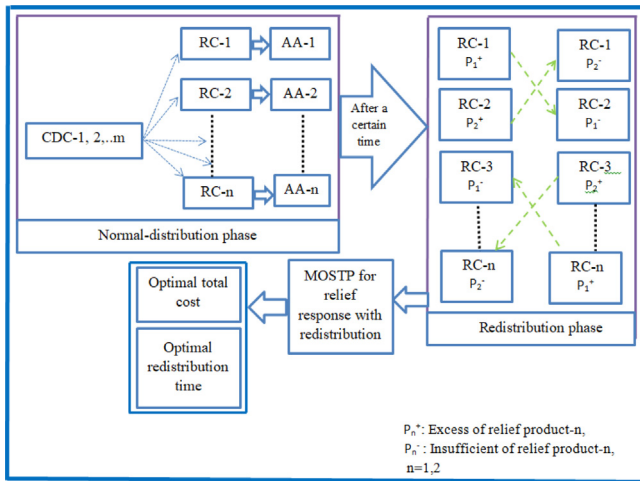 RC-1
AA-1
RC-2
AA-2
CDC-1, 2,..m
RC-n
AA-n
Normal-distribution phase
After a
certain
time
RC-1
P₁⁺
RC-1
P₂⁻
RC-2
P₂⁺
RC-2
P₁⁻
RC-3
P₁⁻
RC-3
P₂⁺
RC-n
P₂⁻
RC-n
P₁⁺
Redistribution phase
MOSTP for
relief
response with
redistribution
Optimal total
cost
Optimal
redistribution
time
Pₙ⁺: Excess of relief product-n,
Pₙ⁻: Insufficient of relief product-n,
n=1,2